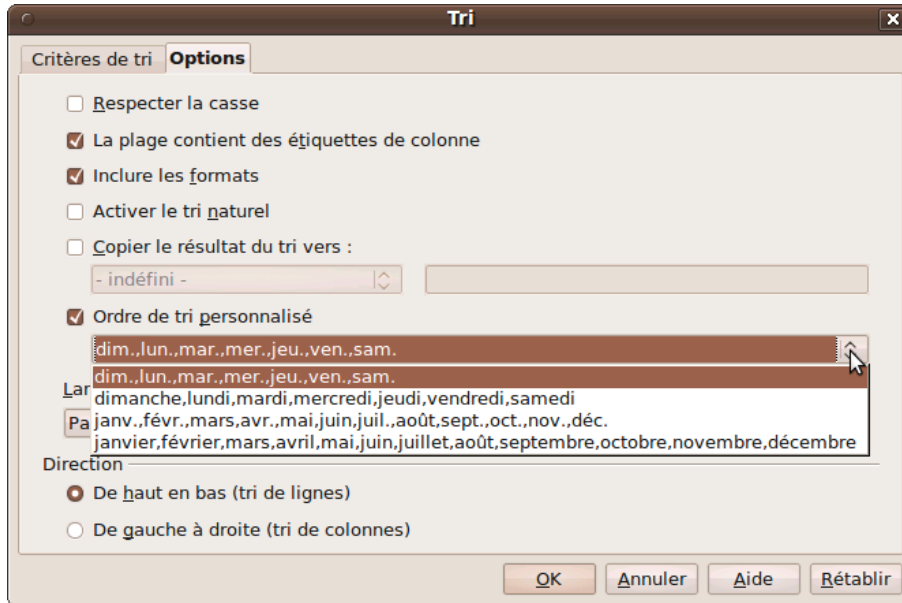 Tri
Critères de tri Options
Respecter la casse
La plage contient des étiquettes de colonne
Inclure les formats
Activer le tri naturel
Copier le résultat du tri vers :
- indéfini -
Ordre de tri personnalisé
dim.,lun.,mar.,mer.,jeu.,ven.,sam.
dim.,lun.,mar.,mer.,jeu.,ven.,sam.
Lar
dimanche,lundi,mardi,mercredi,jeudi,vendredi,samedi
Pa
janv.,févr.,mars,avr.,mai,juin,juil.,août,sept.,oct.,nov.,déc.
janvier,février,mars,avril,mai,juin,juillet,août,septembre,octobre,novembre,décembre
Direction
De haut en bas (tri de lignes)
De gauche à droite (tri de colonnes)
OK Annuler Aide Rétablir